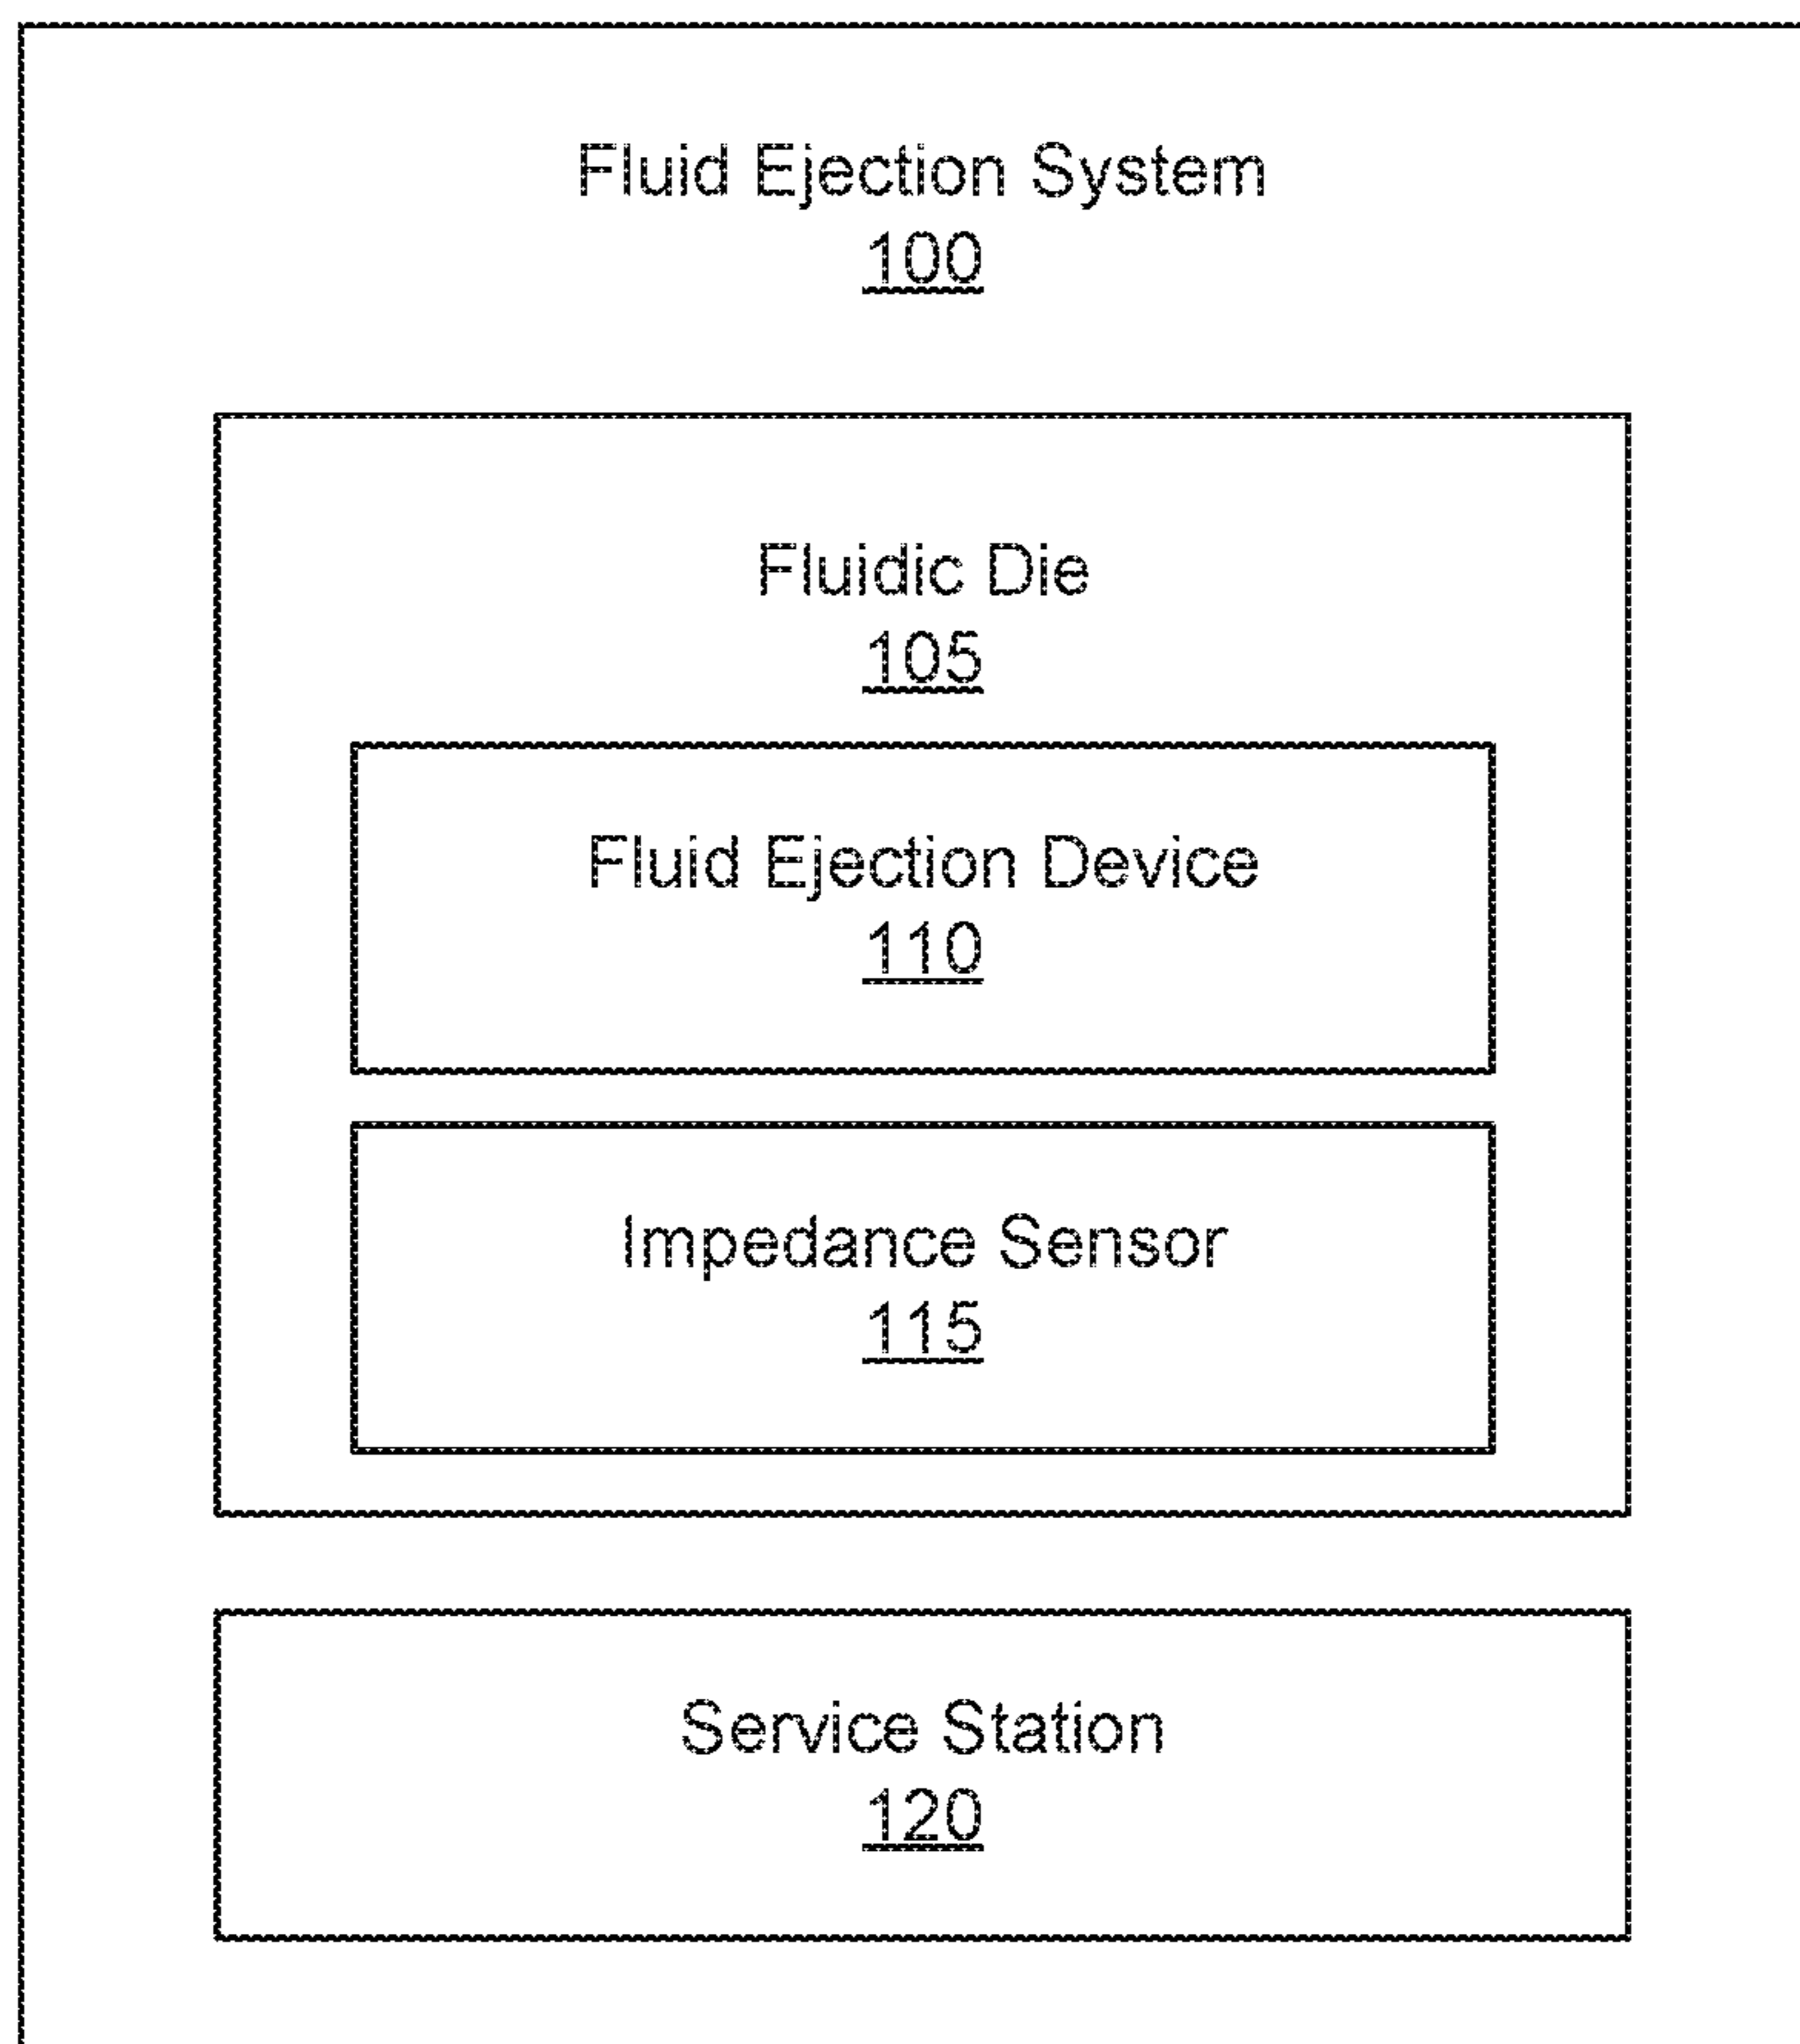 Fluid Ejection System
100
Fluidic Die
105
Fluid Ejection Device
110
Impedance Sensor
115
Service Station
120